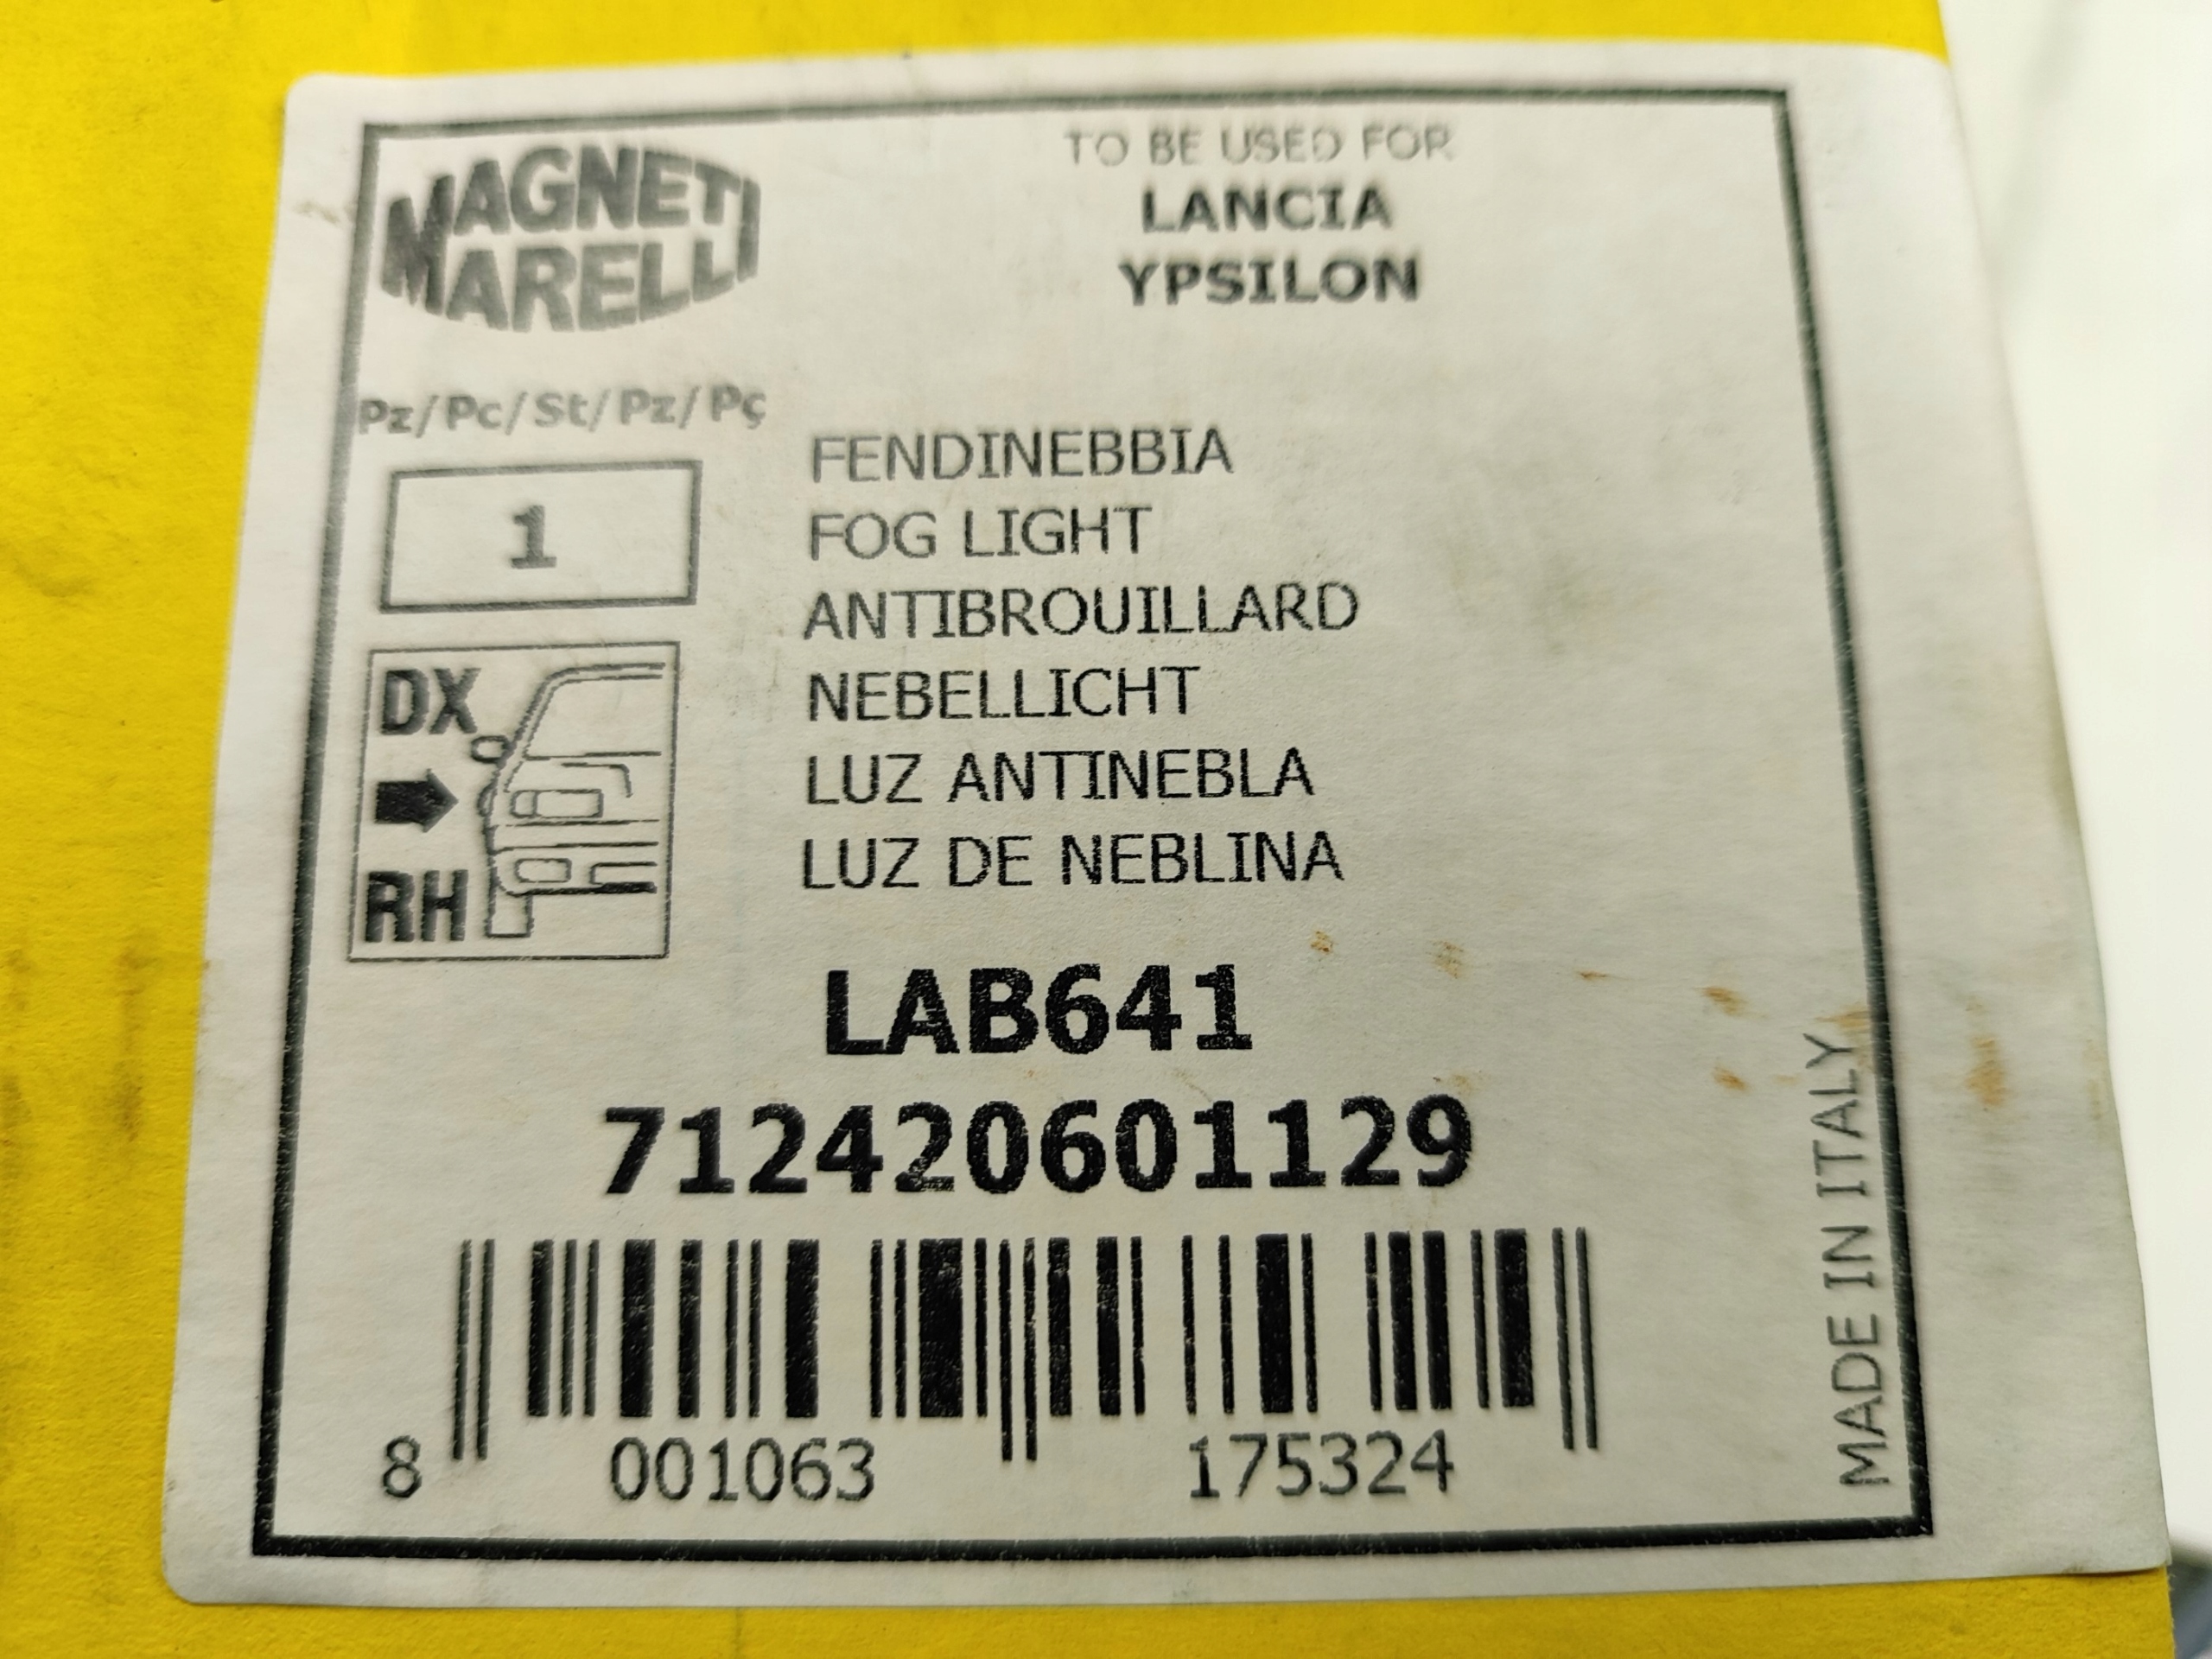 MAGNETI
MARELLI
TO BE USED FOR
LANCIA
YPSILON
Pz/Pc/St/Pz/Pç
1
DX
RH
FENDINEBBIA
FOG LIGHT
ANTIBROUILLARD
NEBELLICHT
LUZ ANTINEBLA
LUZ DE NEBLINA
LAB641
712420601129
8 001063 175324
MADE IN ITALY